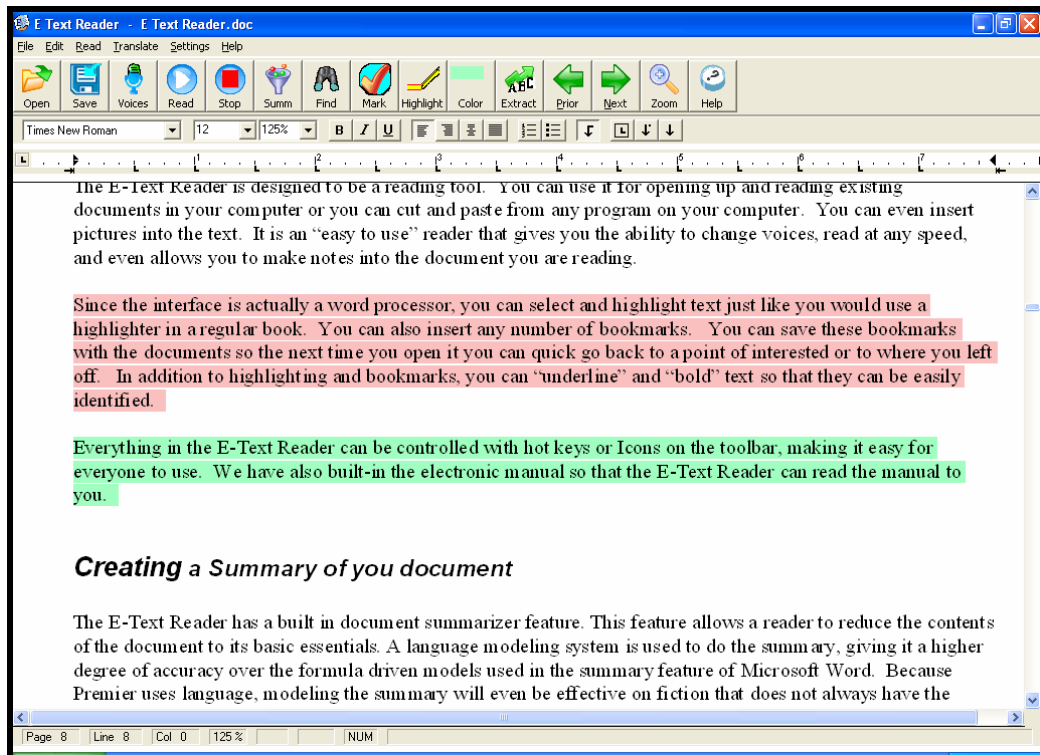 E Text Reader - E Text Reader.doc
File Edit Read Translate Settings Help
Open Save Voices Read Stop Summ Find Mark Highlight Color Extract Prior Next Zoom Help
Times New Roman 12 125% B I U
1 2 3 4 5 6 7
The E-Text Reader is designed to be a reading tool. You can use it for opening up and reading existing
documents in your computer or you can cut and paste from any program on your computer. You can even insert
pictures into the text. It is an “easy to use” reader that gives you the ability to change voices, read at any speed,
and even allows you to make notes into the document you are reading.
Since the interface is actually a word processor, you can select and highlight text just like you would use a
highlighter in a regular book. You can also insert any number of bookmarks. You can save these bookmarks
with the documents so the next time you open it you can quick go back to a point of interested or to where you left
off. In addition to highlighting and bookmarks, you can “underline” and “bold” text so that they can be easily
identified.
Everything in the E-Text Reader can be controlled with hot keys or Icons on the toolbar, making it easy for
everyone to use. We have also built-in the electronic manual so that the E-Text Reader can read the manual to
you.
Creating a Summary of you document
The E-Text Reader has a built in document summarizer feature. This feature allows a reader to reduce the contents
of the document to its basic essentials. A language modeling system is used to do the summary, giving it a higher
degree of accuracy over the formula driven models used in the summary feature of Microsoft Word. Because
Premier uses language, modeling the summary will even be effective on fiction that does not always have the
Page 8 Line 8 Col 0 125 % NUM